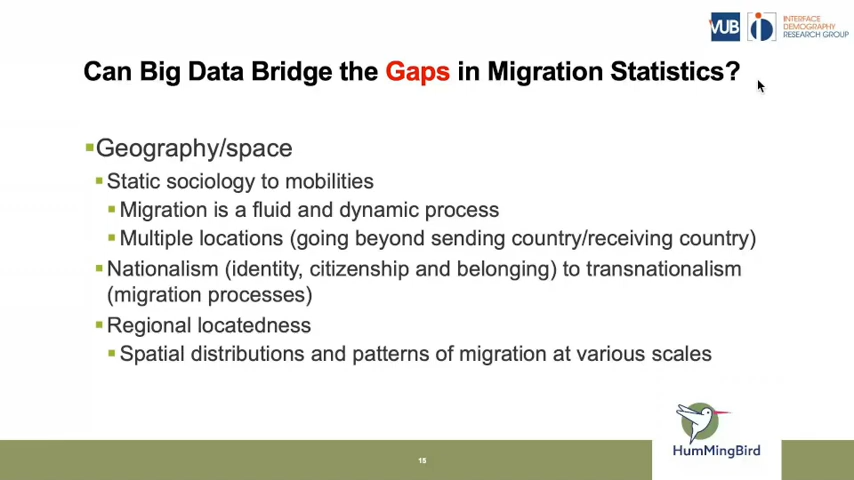 VUB
INTERFACE
DEMOGRAPHY
RESEARCH GROUP
Can Big Data Bridge the Gaps in Migration Statistics?
Geography/space
Static sociology to mobilities
Migration is a fluid and dynamic process
Multiple locations (going beyond sending country/receiving country)
Nationalism (identity, citizenship and belonging) to transnationalism
(migration processes)
Regional locatedness
Spatial distributions and patterns of migration at various scales
HumMingBird
15